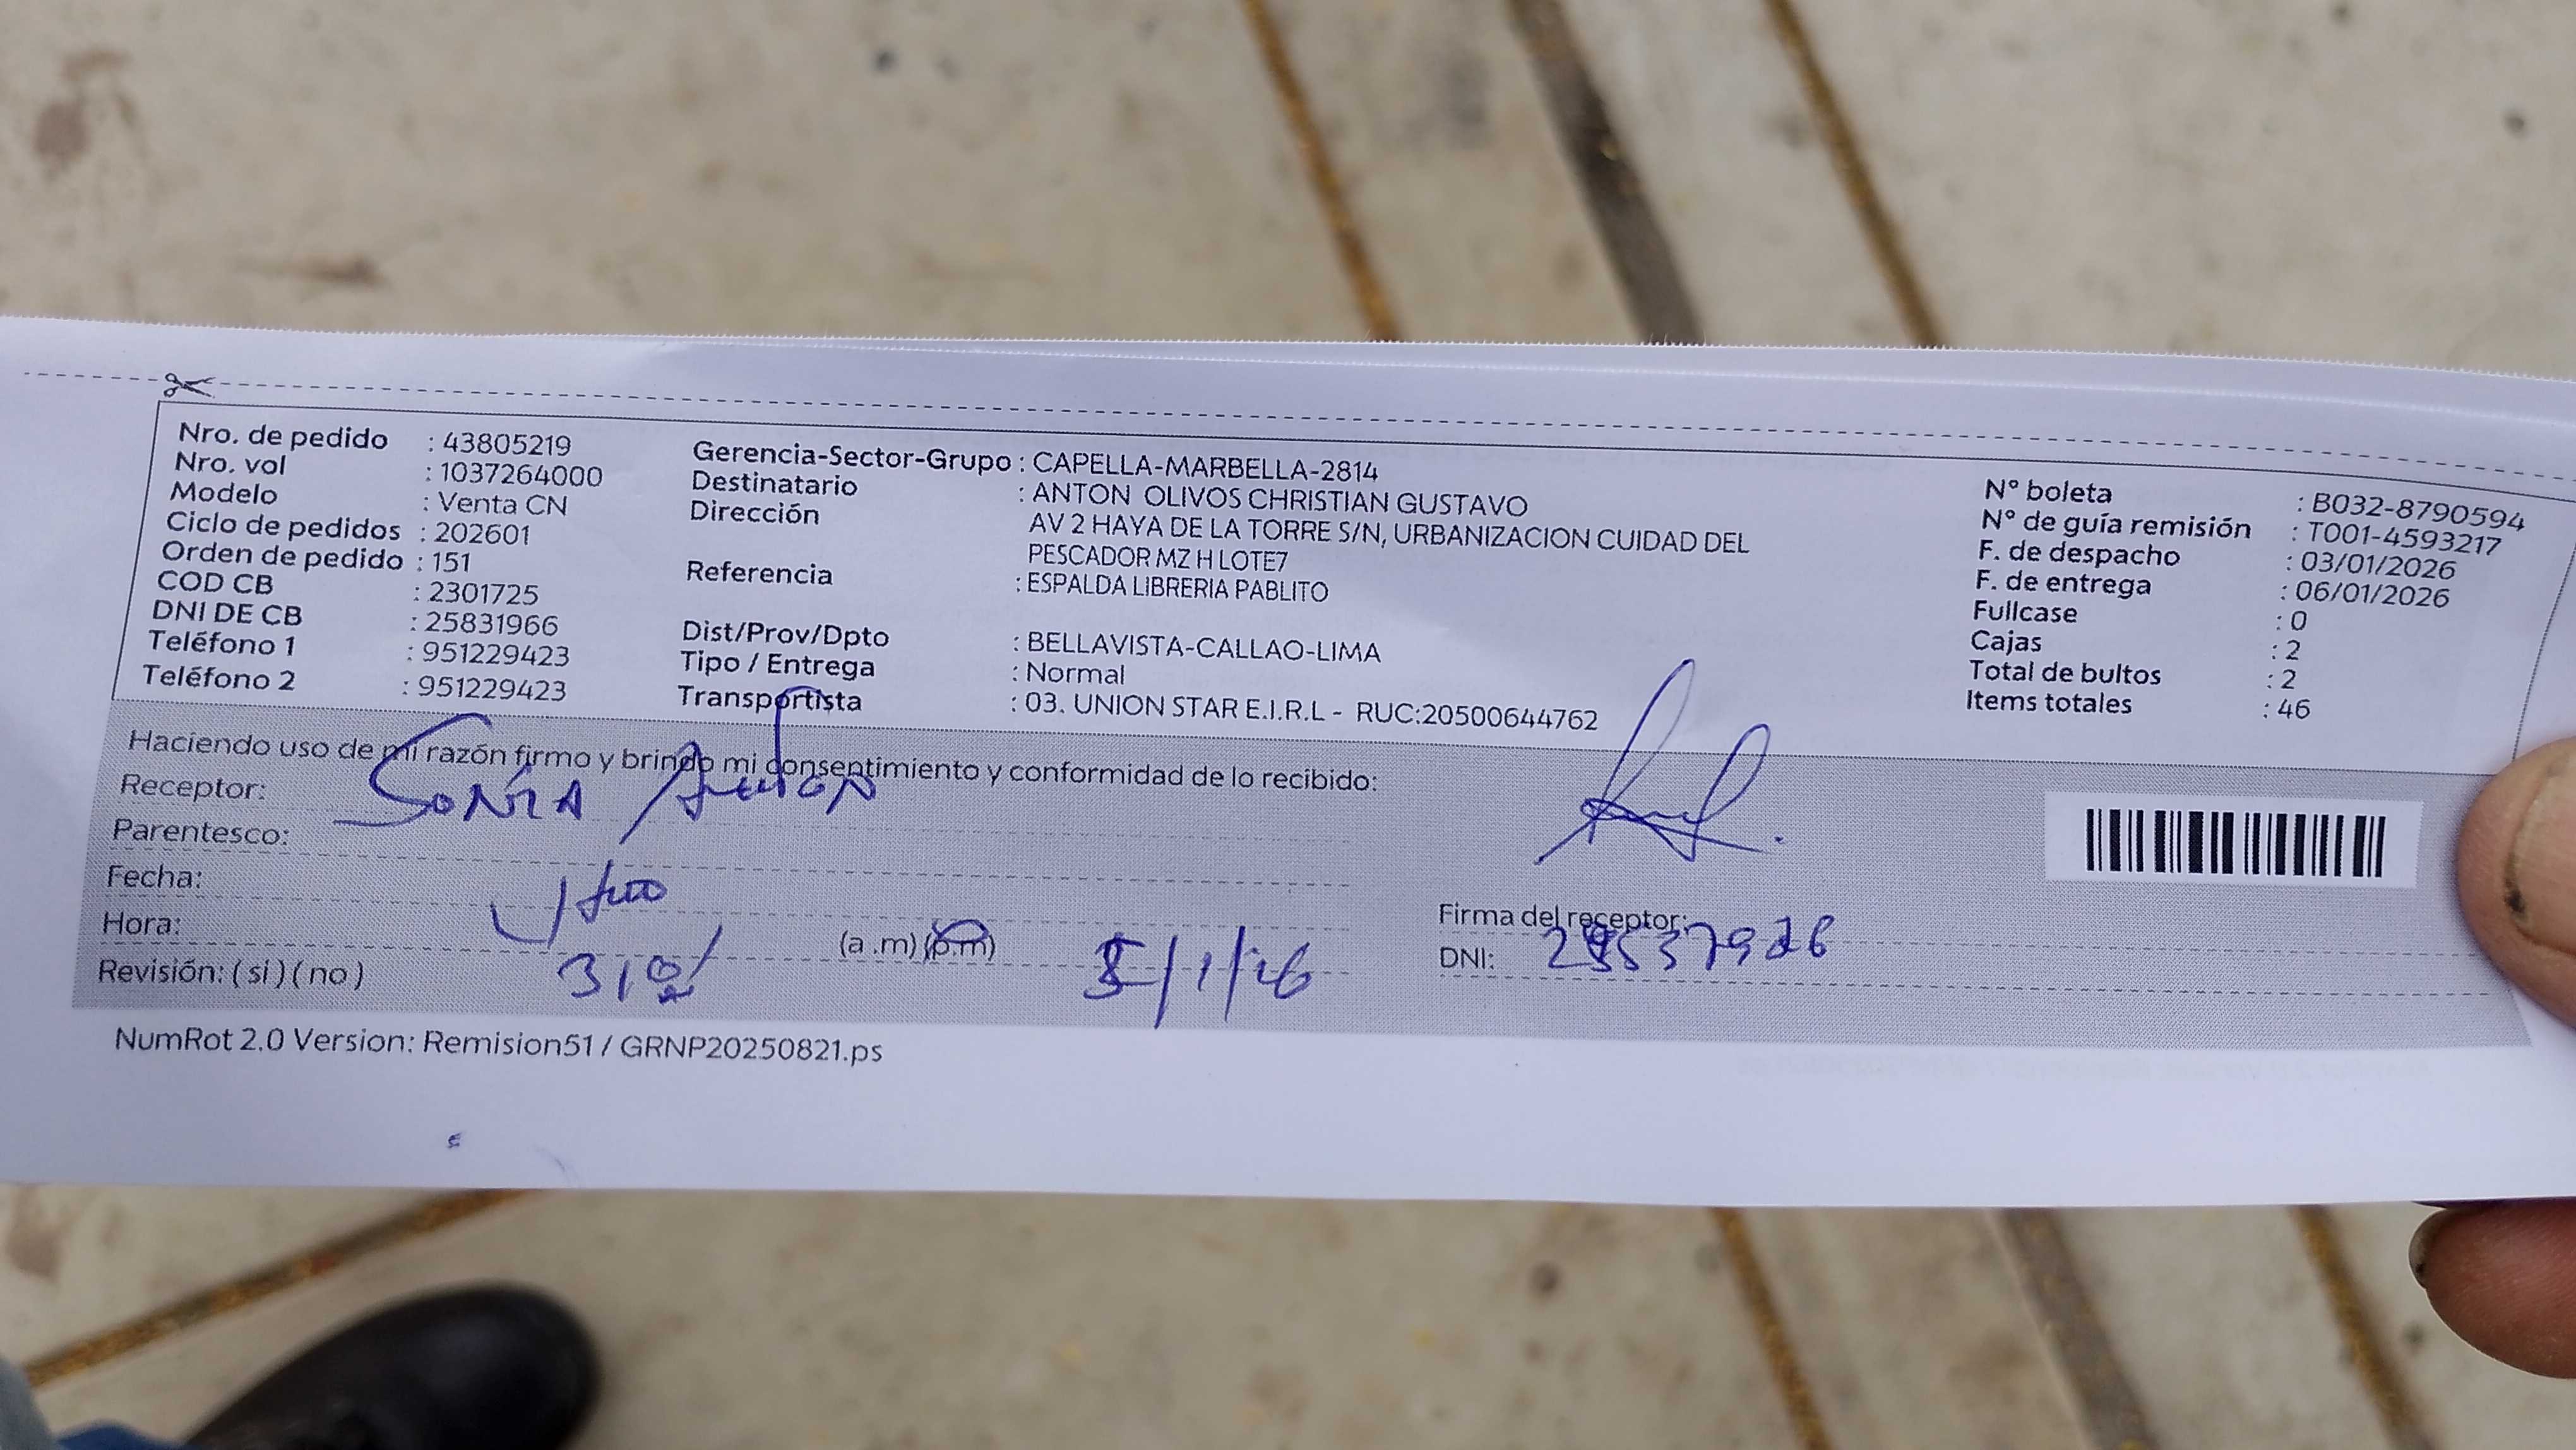 Nro. de pedido : 43805219
Nro. vol : 1037264000
Modelo : Venta CN
Ciclo de pedidos : 202601
Orden de pedido : 151
COD CB : 2301725
DNI DE CB : 25831966
Teléfono 1 : 951229423
Teléfono 2 : 951229423
Gerencia-Sector-Grupo : CAPELLA-MARBELLA-2814
Destinatario : ANTON OLIVOS CHRISTIAN GUSTAVO
Dirección AV 2 HAYA DE LA TORRE S/N, URBANIZACION CUIDAD DEL
PESCADOR MZ H LOTE7
Referencia : ESPALDA LIBRERIA PABLITO
Dist/Prov/Dpto : BELLAVISTA-CALLAO-LIMA
Tipo / Entrega : Normal
Transportista : 03. UNION STAR E.I.R.L - RUC:20500644762
N° boleta : B032-8790594
N° de guía remisión : T001-4593217
F. de despacho : 03/01/2026
F. de entrega : 06/01/2026
Fullcase : 0
Cajas : 2
Total de bultos : 2
Items totales : 46
Haciendo uso de mi razón firmo y brindo mi consentimiento y conformidad de lo recibido:
Receptor: SONIA
Parentesco:
Fecha:
Hora: (a .m) (p.m)
Revisión: ( si ) ( no )
Firma del receptor:
DNI:
NumRot 2.0 Version: Remision51 / GRNP20250821.ps